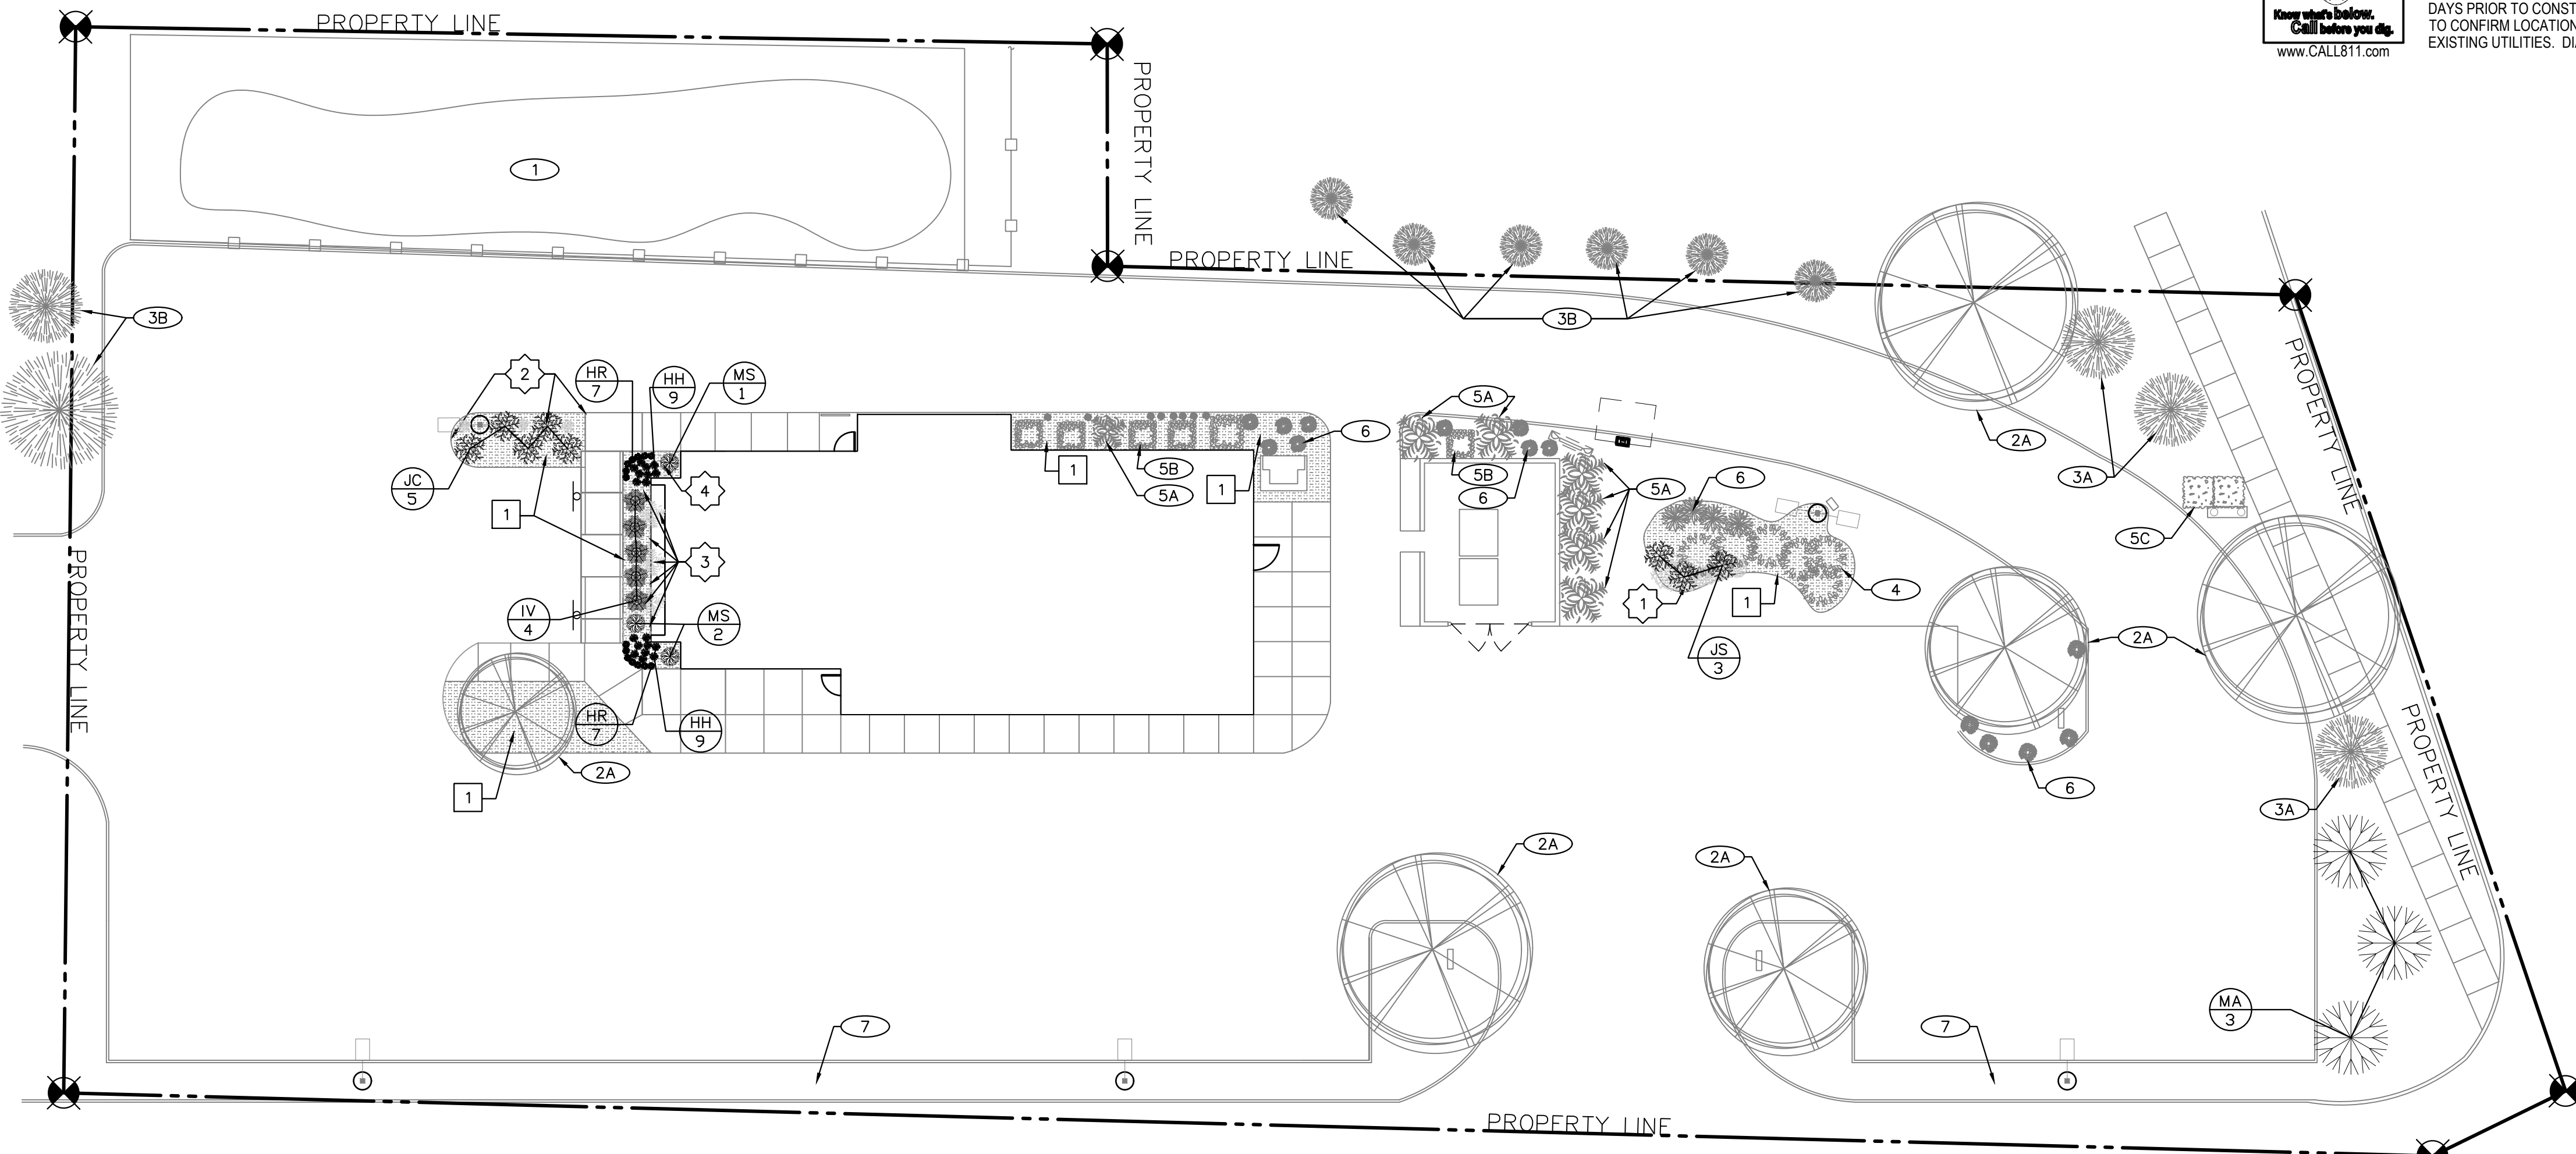 Know what's below.
Call before you dig.
www.CALL811.com
DAYS PRIOR TO CONST
TO CONFIRM LOCATION
EXISTING UTILITIES. DI
PROPERTY LINE
PROPERTY LINE
1
PROPERTY LINE
3B
3B
PROPERTY LINE
2
HR
7
HH
9
MS
1
5A
6
2A
3A
JC
5
1
4
1
5B
5A
1
5B
6
5A
6
5C
3
IV
4
MS
2
1
1
4
JS
3
2A
PROPERTY LINE
HR
7
HH
9
2A
1
6
3A
PROPERTY LINE
2A
2A
MA
3
7
7
PROPERTY LINE